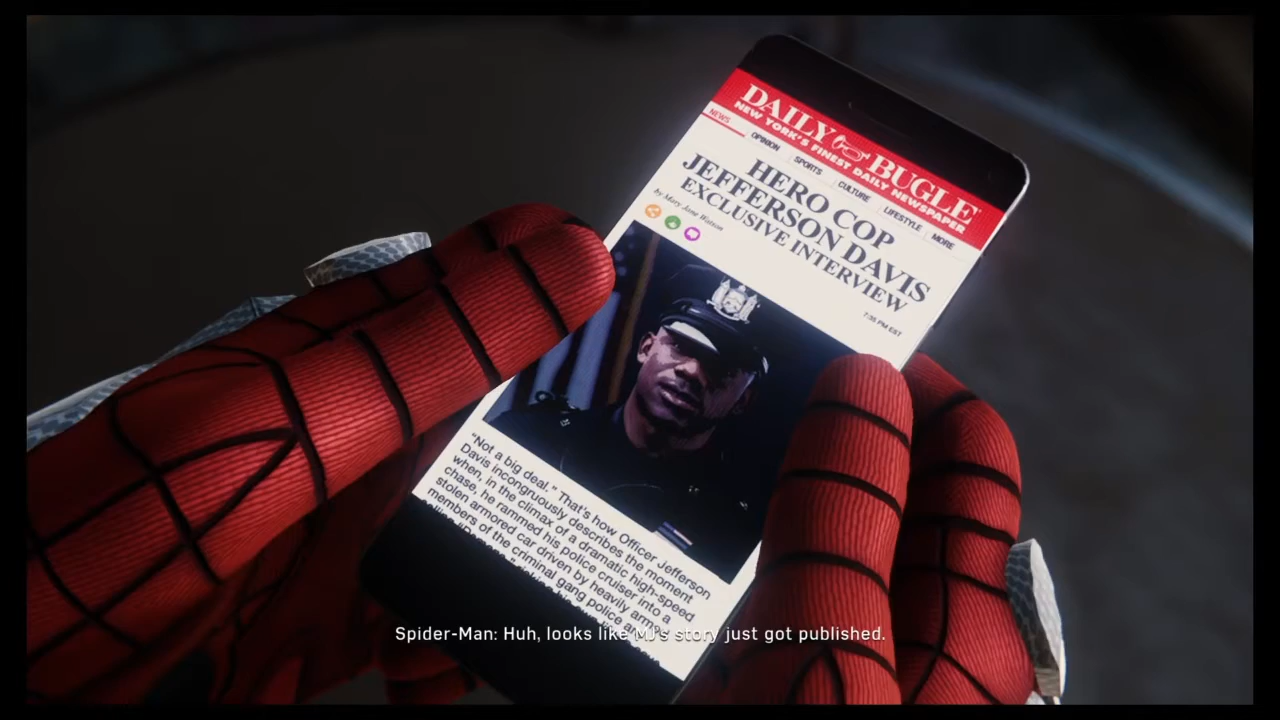 DAILY BUGLE
NEW YORK'S FINEST DAILY NEWSPAPER
NEWS OPINION SPORTS CULTURE LIFESTYLE MORE
HERO COP
JEFFERSON DAVIS
EXCLUSIVE INTERVIEW
by Mary Jane Watson
7:35 PM EST
"Not a big deal." That's how Officer Jefferson
Davis incongruously describes the moment
when, in the climax of a dramatic high-speed
chase, he rammed his police cruiser into a
stolen armored car driven by heavily
members of the criminal gang police
Spider-Man: Huh, looks like MJ's story just got published.